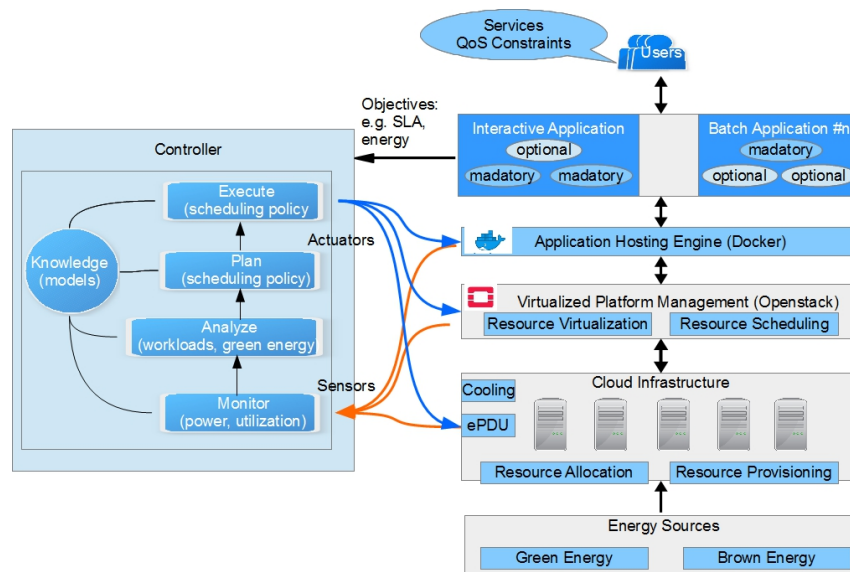 Services
QoS Constraints
Users
Objectives:
e.g. SLA,
energy
Interactive Application
optional
madatory
madatory
Batch Application #n
madatory
optional
optional
Controller
Execute
(scheduling policy
Plan
(scheduling policy)
Analyze
(workloads, green energy)
Monitor
(power, utilization)
Knowledge
(models)
Actuators
Sensors
Application Hosting Engine (Docker)
Virtualized Platform Management (Openstack)
Resource Virtualization
Resource Scheduling
Cloud Infrastructure
Cooling
ePDU
Resource Allocation
Resource Provisioning
Energy Sources
Green Energy
Brown Energy